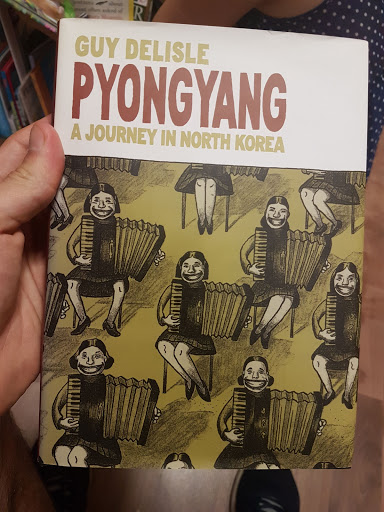 GUY DELISLE
PYONGYANG
A JOURNEY IN NORTH KOREA